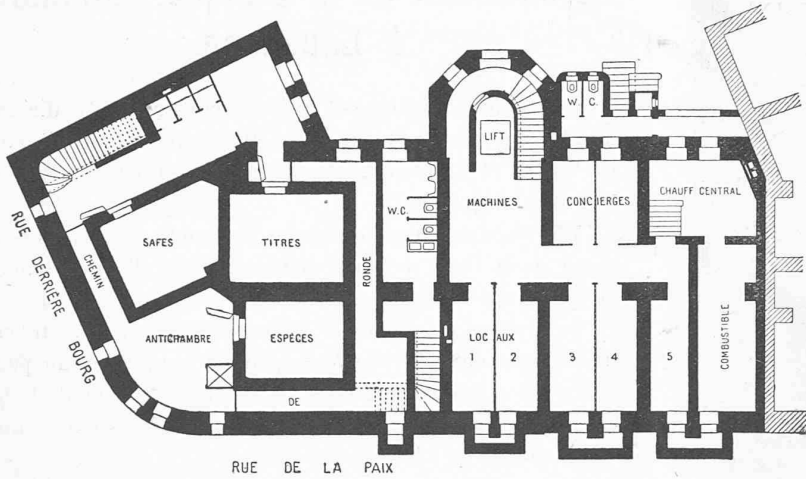 W. C.
LIFT
CHAUFF CENTRAL
MACHINES
CONCIERGES
W.C.
SAFES
TITRES
CHEMIN
RONDE
RUE DERRIÈRE BOURG
ANTICHAMBRE
ESPÈCES
LOCAUX
1 2 3 4 5
COMBUSTIBLE
DE
RUE DE LA PAIX